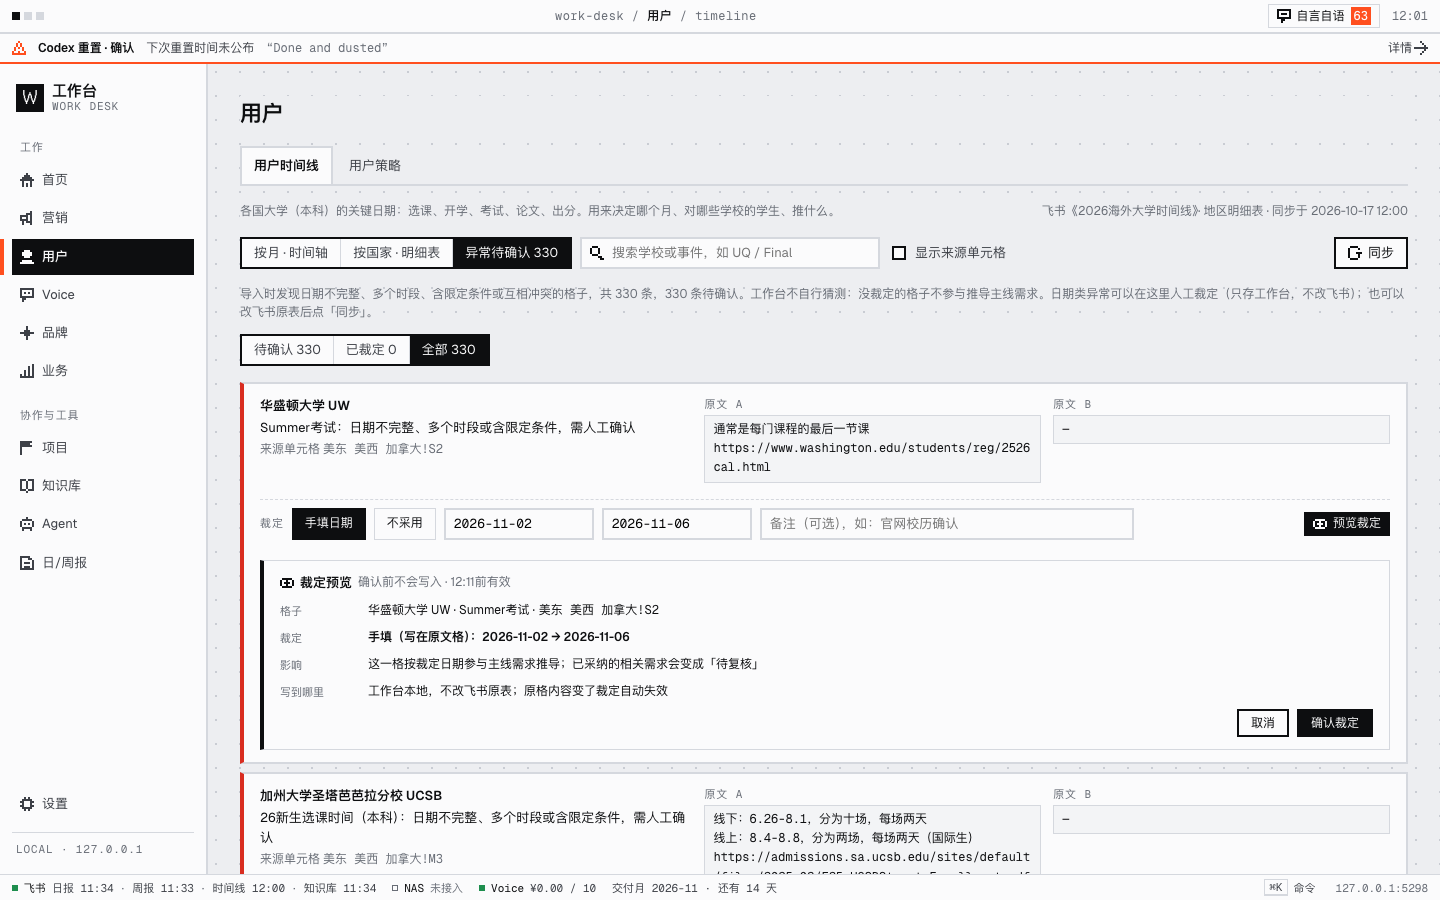 work-desk / 用户 / timeline
自言自语 63
12:01
Codex 重置·确认 下次重置时间未公布 “Done and dusted”
详情
W
工作台
WORK DESK
工作
首页
营销
用户
Voice
品牌
业务
协作与工具
项目
知识库
Agent
日/周报
设置
LOCAL · 127.0.0.1
用户
用户时间线 用户策略
各国大学（本科）的关键日期：选课、开学、考试、论文、出分。用来决定哪个月、对哪些学校的学生、推什么。
飞书《2026海外大学时间线》· 地区明细表 · 同步于 2026-10-17 12:00
按月 · 时间轴 按国家 · 明细表 异常待确认 330
搜索学校或事件，如 UQ / Final
显示来源单元格
同步
导入时发现日期不完整、多个时段、含限定条件或互相冲突的格子，共 330 条，330 条待确认。工作台不自行猜测：没裁定的格子不参与推导主线需求。日期类异常可以在这里人工裁定（只存工作台，不改飞书）；也可以
改飞书原表后点「同步」。
待确认 330 已裁定 0 全部 330
华盛顿大学 UW
Summer考试：日期不完整、多个时段或含限定条件，需人工确认
来源单元格 美东 美西 加拿大!S2
原文 A
通常是每门课程的最后一节课
https://www.washington.edu/students/reg/2526
cal.html
原文 B
—
裁定 手填日期 不采用 2026-11-02 2026-11-06 备注（可选），如：官网校历确认 预览裁定
裁定预览 确认前不会写入 · 12:11前有效
格子 华盛顿大学 UW · Summer考试 · 美东 美西 加拿大!S2
裁定 手填（写在原文格）：2026-11-02 → 2026-11-06
影响 这一格按裁定日期参与主线需求推导；已采纳的相关需求会变成「待复核」
写到哪里 工作台本地，不改飞书原表；原格内容变了裁定自动失效
取消 确认裁定
加州大学圣塔芭芭拉分校 UCSB
26新生选课时间（本科）：日期不完整、多个时段或含限定条件，需人工确
认
来源单元格 美东 美西 加拿大!M3
原文 A
线下：6.26-8.1，分为十场，每场两天
线上：8.4-8.8，分为两场，每场两天（国际生）
https://admissions.sa.ucsb.edu/sites/default
原文 B
—
飞书 日报 11:34 · 周报 11:33 · 时间线 12:00 · 知识库 11:34
NAS 未接入
Voice ¥0.00 / 10
交付月 2026-11 · 还有 14 天
⌘K 命令
127.0.0.1:5298